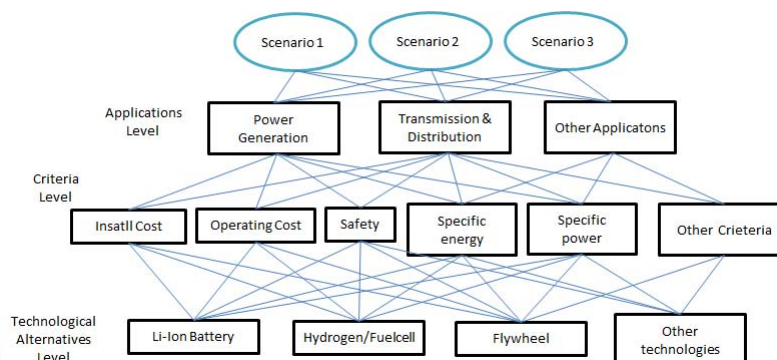 Scenario 1
Scenario 2
Scenario 3
Applications
Level
Power
Generation
Transmission &
Distribution
Other Applicatons
Criteria
Level
Insatll Cost
Operating Cost
Safety
Specific
energy
Specific
power
Other Crieteria
Technological
Alternatives
Level
Li-Ion Battery
Hydrogen/Fuelcell
Flywheel
Other
technologies